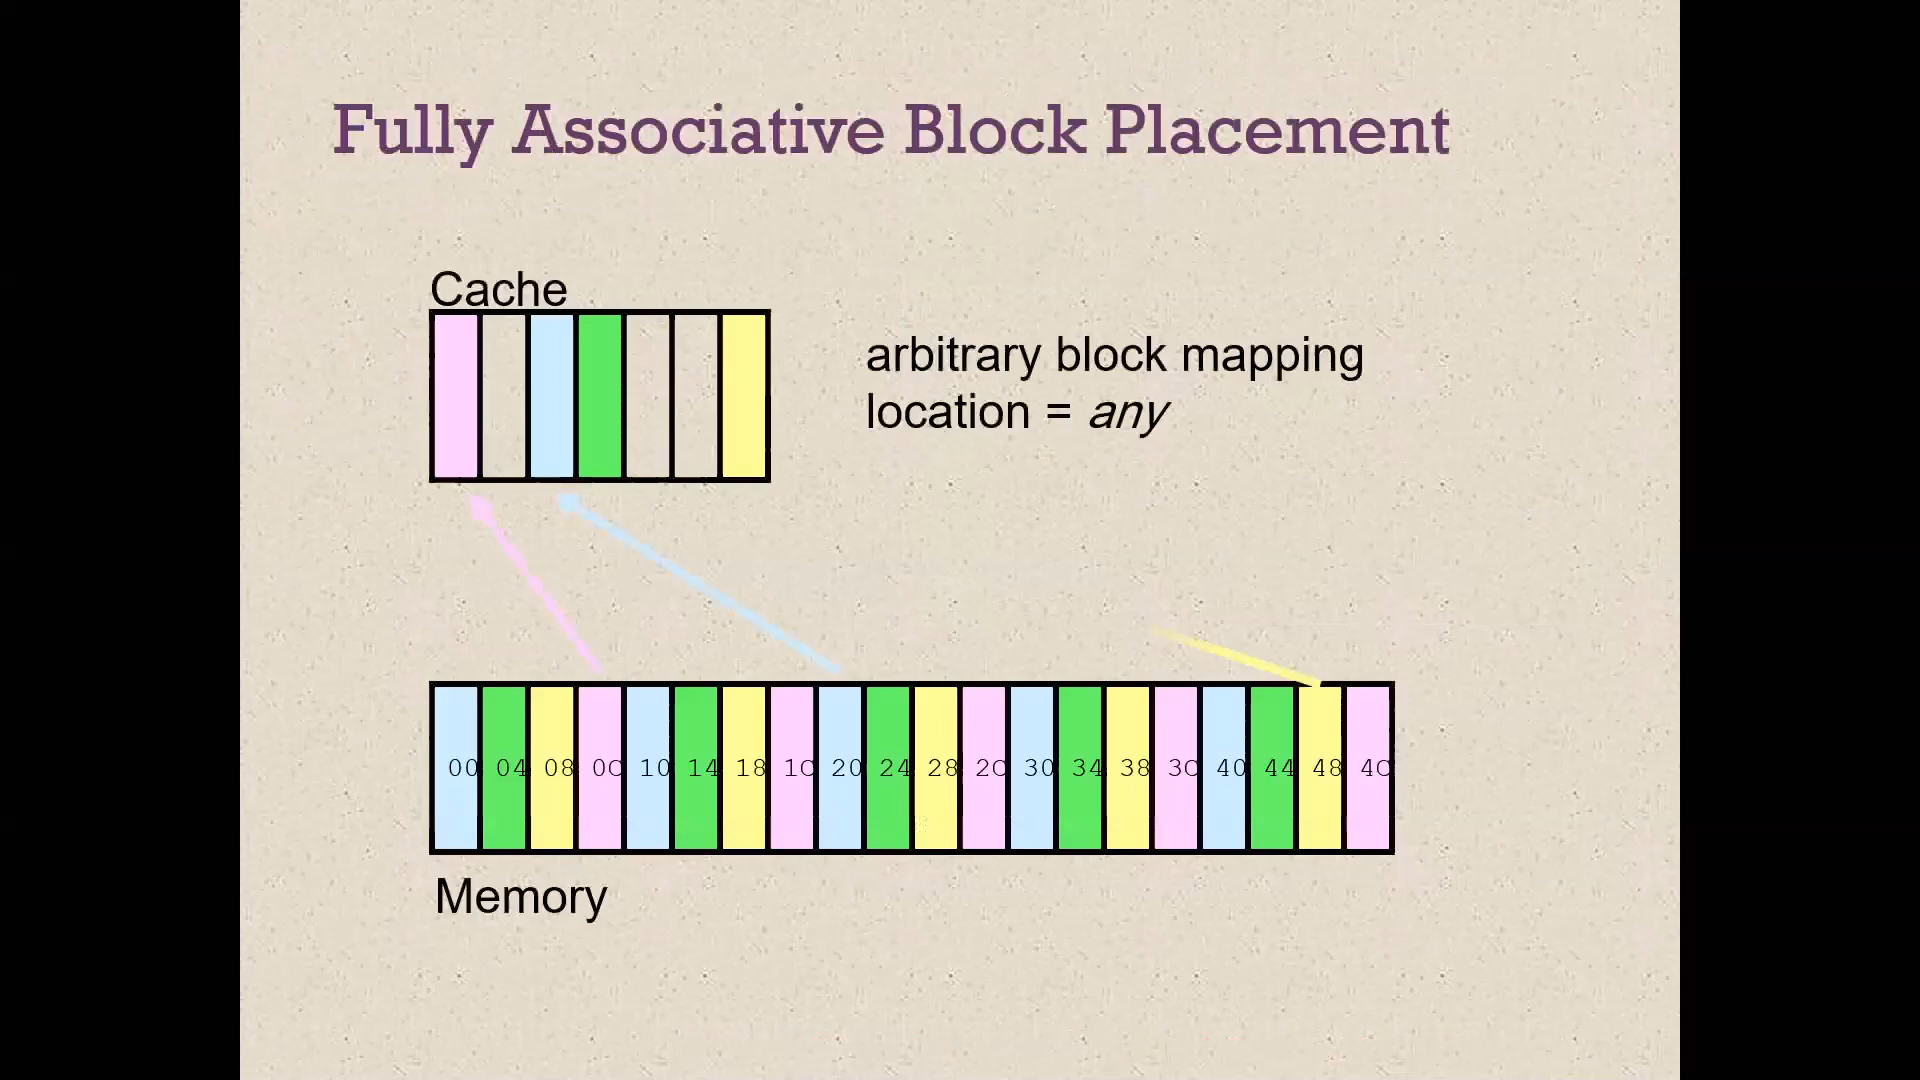 Fully Associative Block Placement
Cache
arbitrary block mapping
location = any
00 04 08 0C 10 14 18 1C 20 24 28 2C 30 34 38 3C 40 44 48 4C
Memory